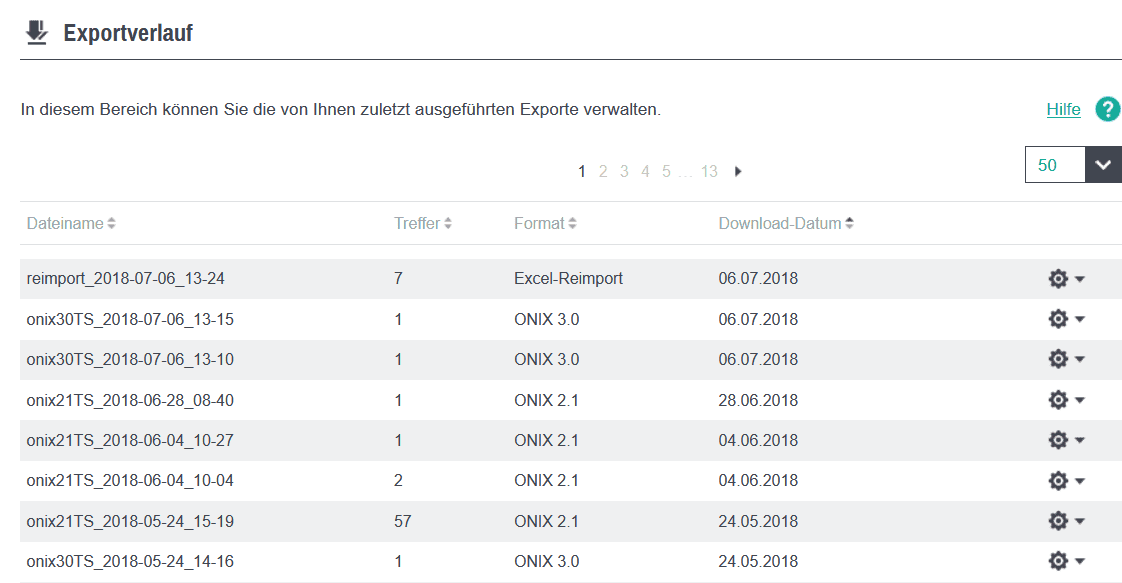 Exportverlauf
In diesem Bereich können Sie die von Ihnen zuletzt ausgeführten Exporte verwalten.
Hilfe ?
1 2 3 4 5 ... 13
50
Dateiname Treffer Format Download-Datum
reimport_2018-07-06_13-24 7 Excel-Reimport 06.07.2018
onix30TS_2018-07-06_13-15 1 ONIX 3.0 06.07.2018
onix30TS_2018-07-06_13-10 1 ONIX 3.0 06.07.2018
onix21TS_2018-06-28_08-40 1 ONIX 2.1 28.06.2018
onix21TS_2018-06-04_10-27 1 ONIX 2.1 04.06.2018
onix21TS_2018-06-04_10-04 2 ONIX 2.1 04.06.2018
onix21TS_2018-05-24_15-19 57 ONIX 2.1 24.05.2018
onix30TS_2018-05-24_14-16 1 ONIX 3.0 24.05.2018